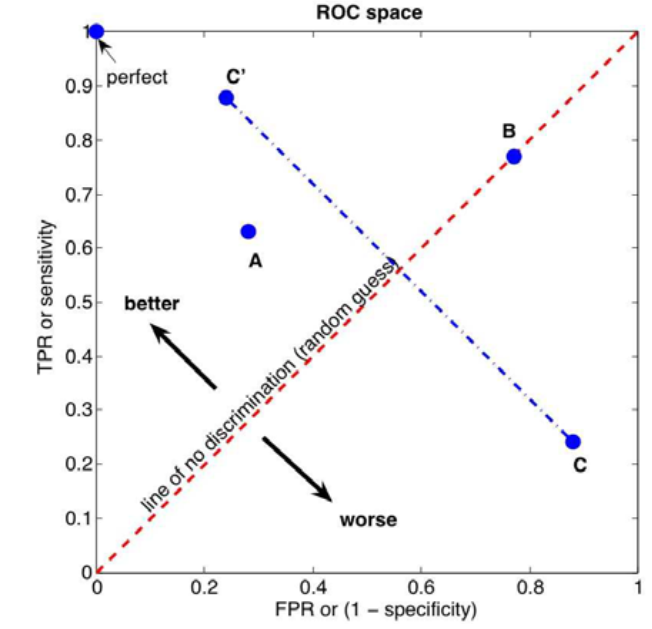 ROC space
1
perfect
C'
0.9
B
0.8
0.7
A
0.6
better
0.5
line of no discrimination (random guess)
0.4
0.3
C
0.2
worse
0.1
0
0
0.2
0.4
0.6
0.8
1
TPR or sensitivity
FPR or (1 − specificity)